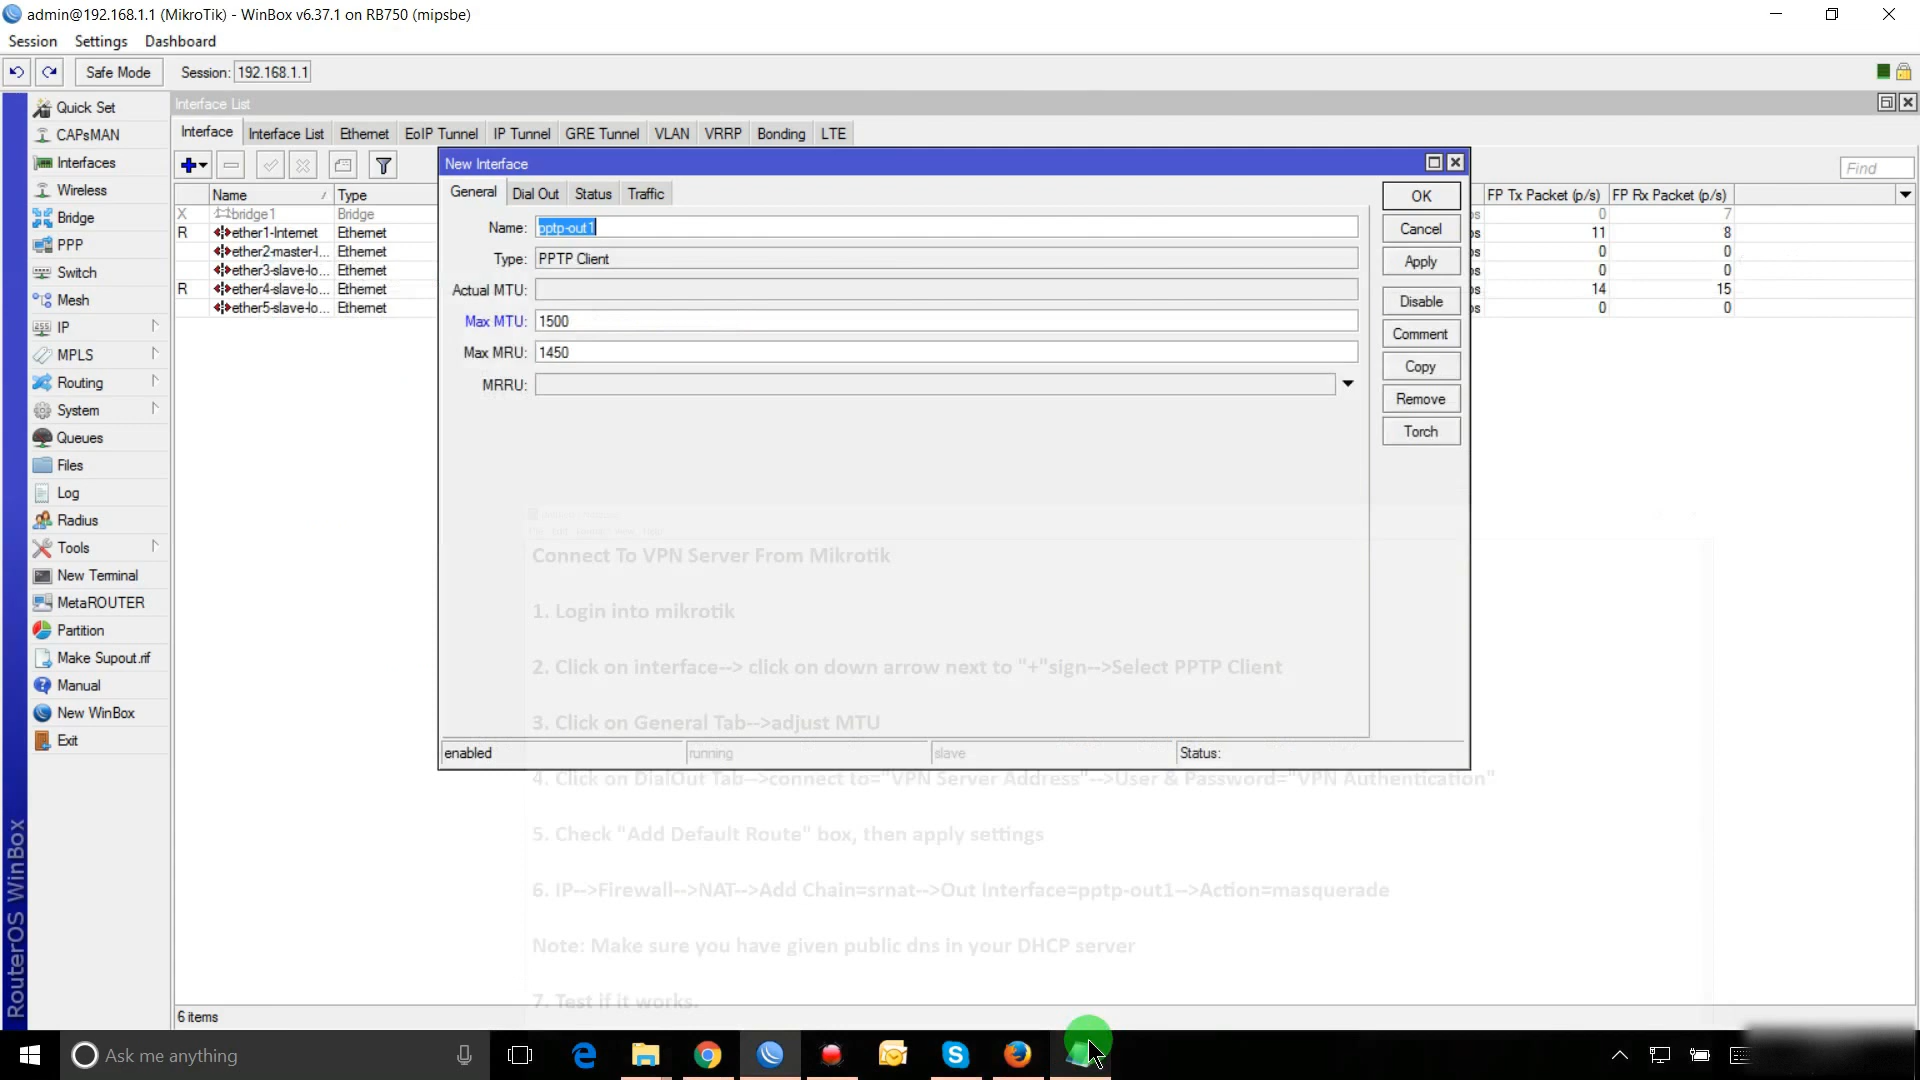 admin@192.168.1.1 (MikroTik) - WinBox v6.37.1 on RB750 (mipsbe)
Session Settings Dashboard
Safe Mode Session: 192.168.1.1
Quick Set
CAPsMAN
Interfaces
Wireless
Bridge
PPP
Switch
Mesh
IP
MPLS
Routing
System
Queues
Files
Log
Radius
Tools
New Terminal
MetaROUTER
Partition
Make Supout.rif
Manual
New WinBox
Exit
RouterOS WinBox
Interface List
Interface Interface List Ethernet EoIP Tunnel IP Tunnel GRE Tunnel VLAN VRRP Bonding LTE
Find
Name / Type FP Tx Packet (p/s) FP Rx Packet (p/s)
X bridge1 Bridge 0 7
R ether1-Internet Ethernet 11 8
ether2-master-l... Ethernet 0 0
ether3-slave-lo... Ethernet 0 0
R ether4-slave-lo... Ethernet 14 15
ether5-slave-lo... Ethernet 0 0
New Interface
General Dial Out Status Traffic
Name: pptp-out1
Type: PPTP Client
Actual MTU:
Max MTU: 1500
Max MRU: 1450
MRRU:
OK
Cancel
Apply
Disable
Comment
Copy
Remove
Torch
enabled running slave Status:
Connect To VPN Server From Mikrotik
1. Login into mikrotik
2. Click on interface--> click on down arrow next to "+"sign-->Select PPTP Client
3. Click on General Tab-->adjust MTU
4. Click on DialOut Tab-->connect to="VPN Server Address"-->User & Password="VPN Authentication"
5. Check "Add Default Route" box, then apply settings
6. IP-->Firewall-->NAT-->Add Chain=srnat-->Out Interface=pptp-out1-->Action=masquerade
Note: Make sure you have given public dns in your DHCP server
7. Test if it works.
6 items
Ask me anything